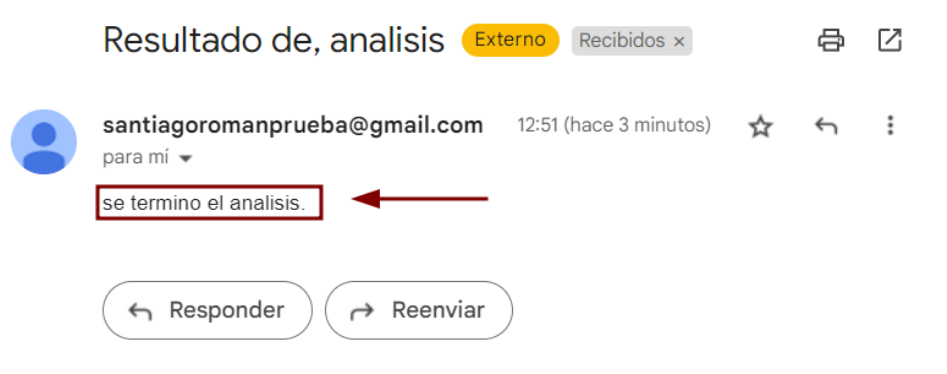 Resultado de, analisis Externo Recibidos ×
santiagoromanprueba@gmail.com 12:51 (hace 3 minutos)
para mí
se termino el analisis.
Responder Reenviar